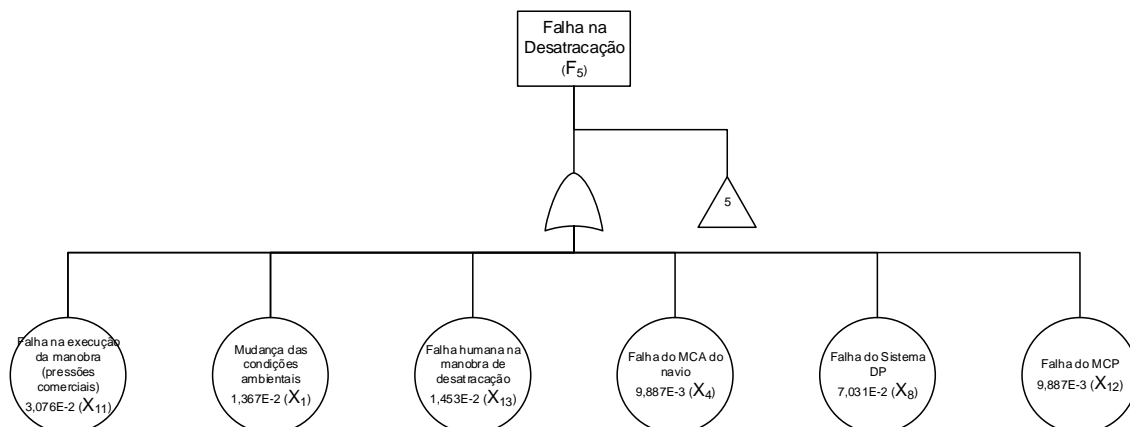 Falha na
Desatracação
(F5)
5
Falha na execução
da manobra
(pressões
comerciais)
3,076E-2 (X11)
Mudança das
condições
ambientais
1,367E-2 (X1)
Falha humana na
manobra de
desatracação
1,453E-2 (X13)
Falha do MCA do
navio
9,887E-3 (X4)
Falha do Sistema
DP
7,031E-2 (X8)
Falha do MCP
9,887E-3 (X12)